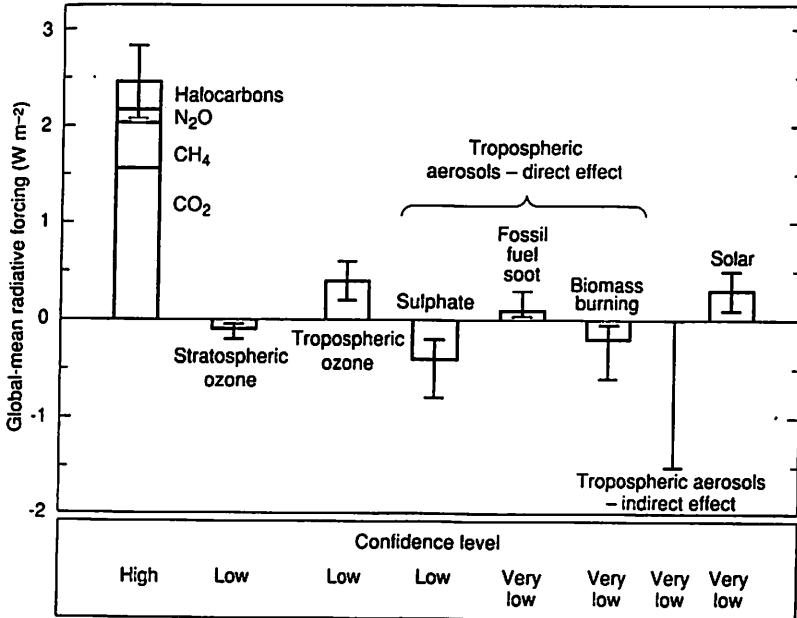 Global-mean radiative forcing (W m−2)
3
2
1
0
-1
-2
Halocarbons
N2O
CH4
CO2
Stratospheric
ozone
Tropospheric
ozone
Tropospheric
aerosols – direct effect
Sulphate
Fossil
fuel
soot
Biomass
burning
Tropospheric aerosols
– indirect effect
Solar
Confidence level
High
Low
Low
Low
Very
low
Very
low
Very
low
Very
low